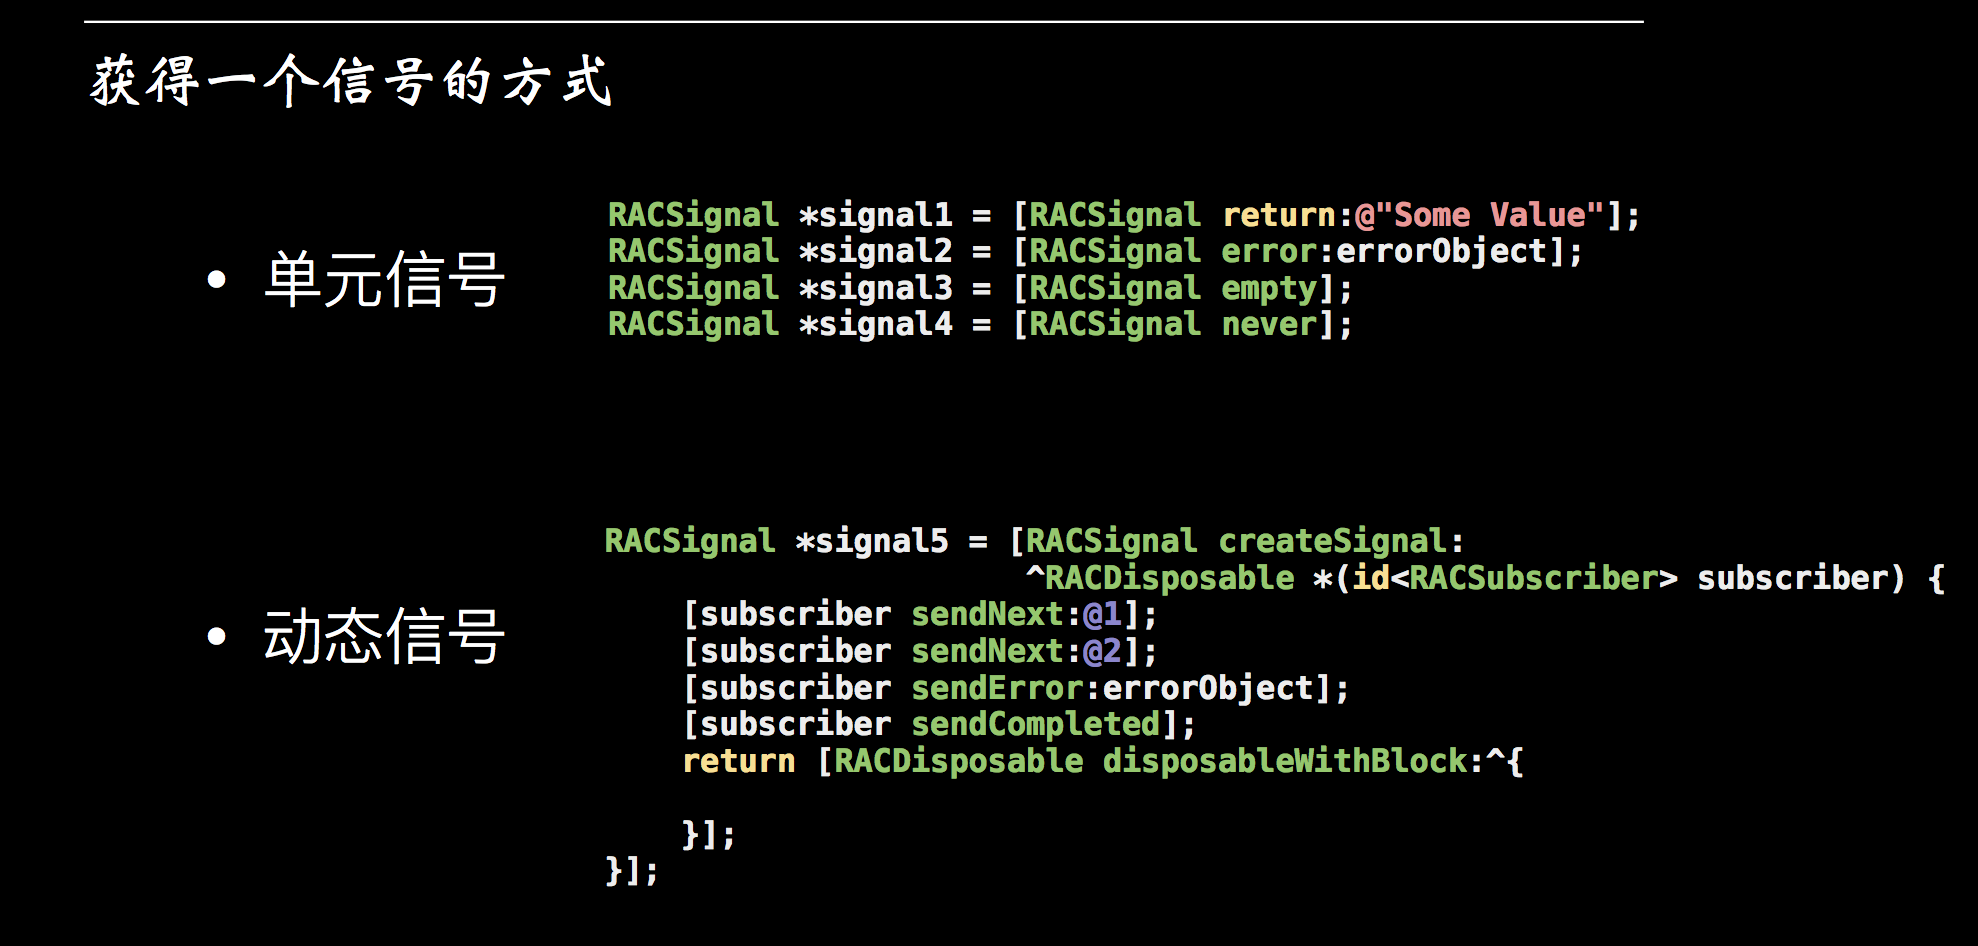 获得一个信号的方式
• 单元信号
RACSignal *signal1 = [RACSignal return:@"Some Value"];
RACSignal *signal2 = [RACSignal error:errorObject];
RACSignal *signal3 = [RACSignal empty];
RACSignal *signal4 = [RACSignal never];
• 动态信号
RACSignal *signal5 = [RACSignal createSignal:
                      ^RACDisposable *(id<RACSubscriber> subscriber) {
    [subscriber sendNext:@1];
    [subscriber sendNext:@2];
    [subscriber sendError:errorObject];
    [subscriber sendCompleted];
    return [RACDisposable disposableWithBlock:^{
    }];
}];